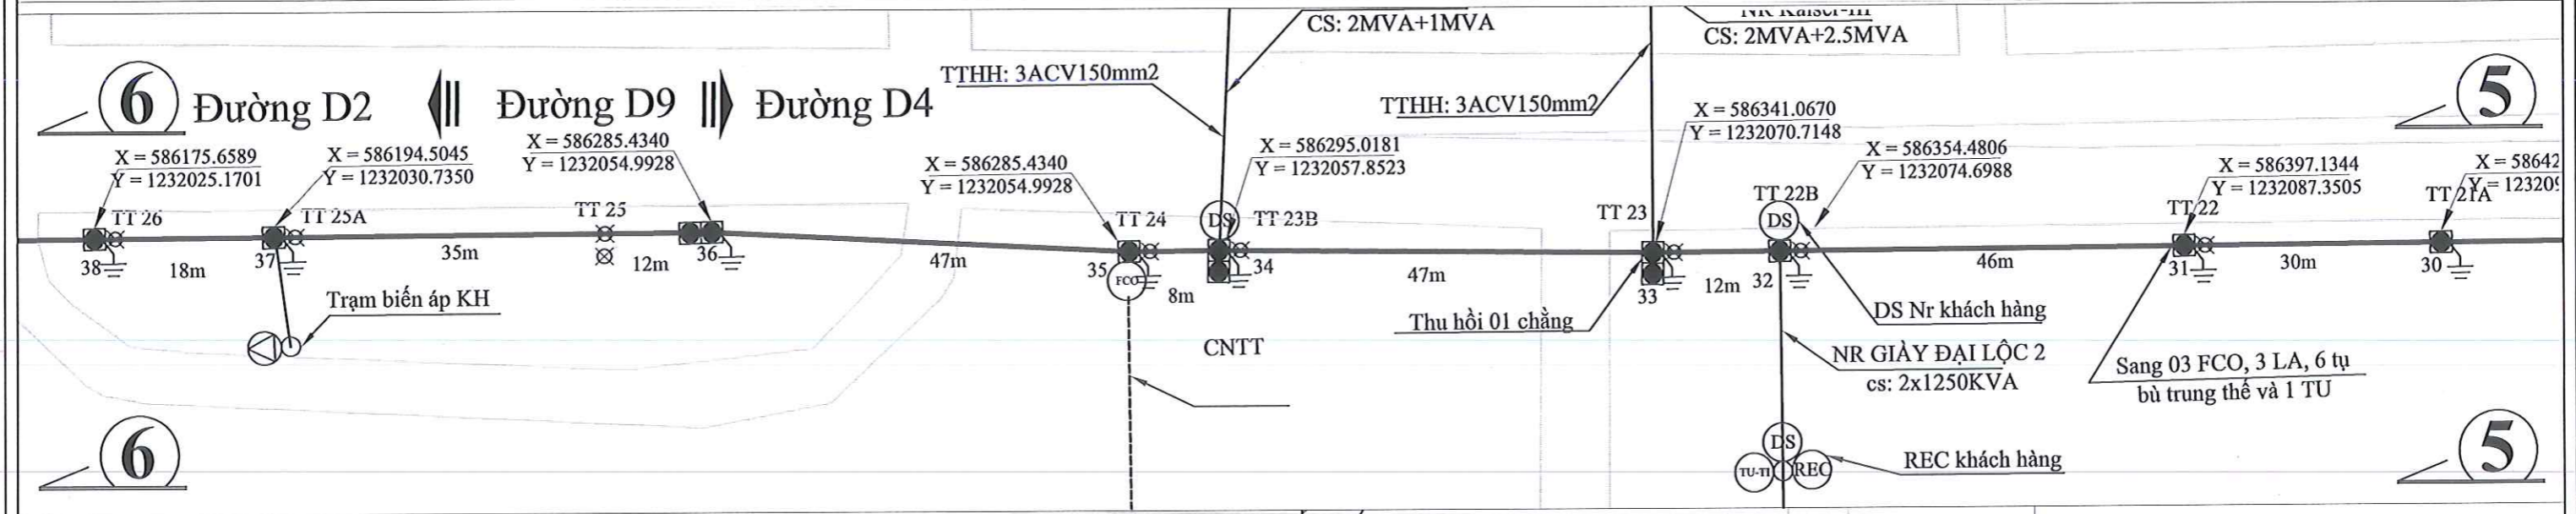 CS: 2MVA+1MVA
CS: 2MVA+2.5MVA
TTHH: 3ACV150mm2
TTHH: 3ACV150mm2
6
Đường D2
Đường D9
Đường D4
5
X = 586175.6589
Y = 1232025.1701
X = 586194.5045
Y = 1232030.7350
X = 586285.4340
Y = 1232054.9928
X = 586285.4340
Y = 1232054.9928
X = 586295.0181
Y = 1232057.8523
X = 586341.0670
Y = 1232070.7148
X = 586354.4806
Y = 1232074.6988
X = 586397.1344
Y = 1232087.3505
X = 58642
Y = 12320
TT 26
TT 25A
TT 25
TT 24
DS
TT 23B
TT 23
TT 22B
DS
TT 22
TT 21A
38
18m
37
35m
12m
36
47m
35
FCO
8m
34
47m
33
12m
32
46m
31
30m
30
Trạm biến áp KH
CNTT
Thu hồi 01 chằng
DS Nr khách hàng
NR GIÀY ĐẠI LỘC 2
cs: 2x1250KVA
Sang 03 FCO, 3 LA, 6 tụ
bù trung thế và 1 TU
6
DS
TU-TI
REC
REC khách hàng
5